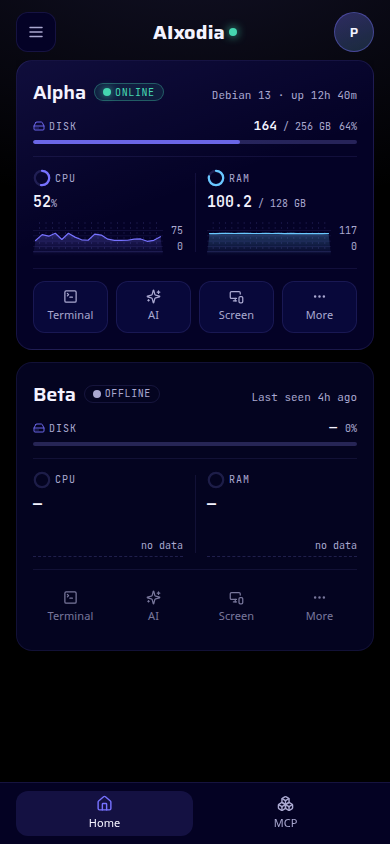 AIxodia
P
Alpha
ONLINE
Debian 13 · up 12h 40m
DISK
164 / 256 GB 64%
CPU
RAM
52%
100.2 / 128 GB
75
0
117
0
Terminal
AI
Screen
More
Beta
OFFLINE
Last seen 4h ago
DISK
— 0%
CPU
RAM
—
—
no data
no data
Terminal
AI
Screen
More
Home
MCP